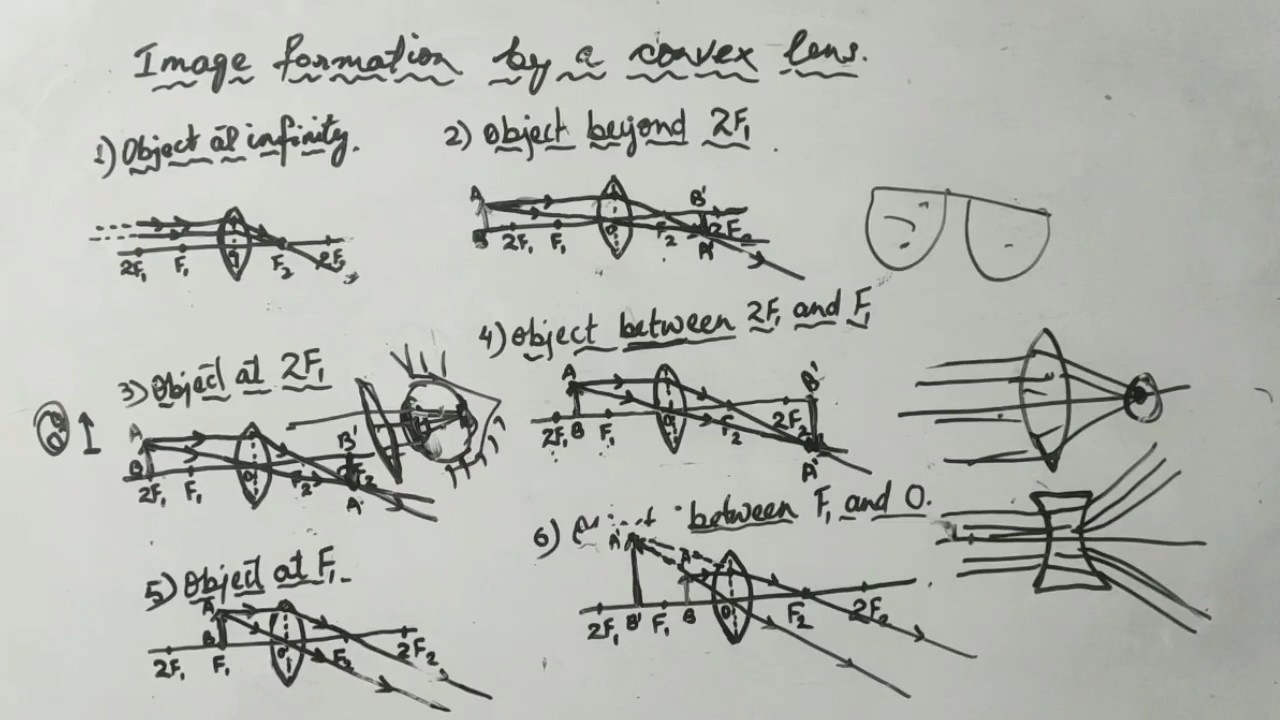 Image formation by a convex lens.
1) Object at infinity.
2F₁ F₁ O F₂ 2F₂
2) Object beyond 2F₁
A B 2F₁ F₁ O F₂ B' A' 2F₂
3) Object at 2F₁
A B 2F₁ F₁ O F₂ B' 2F₂ A'
4) Object between 2F₁ and F₁
A 2F₁ B F₁ O F₂ 2F₂ B' A'
5) Object at F₁
A B 2F₁ F₁ O F₂ 2F₂
6) between F₁ and O.
A' A 2F₁ B' F₁ B O F₂ 2F₂